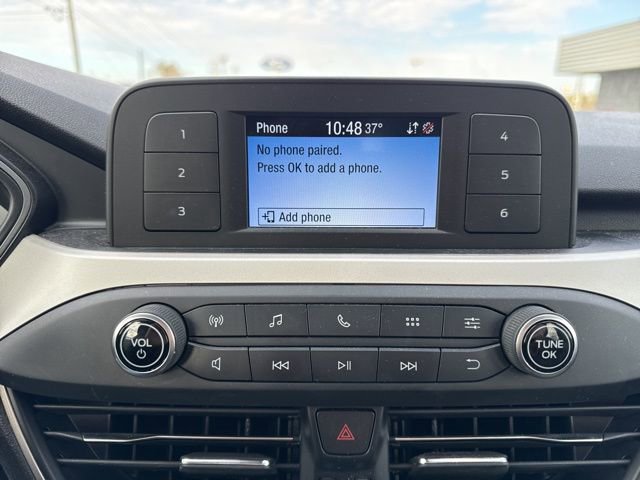 1
2
3
Phone 10:48 37°
No phone paired.
Press OK to add a phone.
Add phone
4
5
6
VOL
TUNE
OK